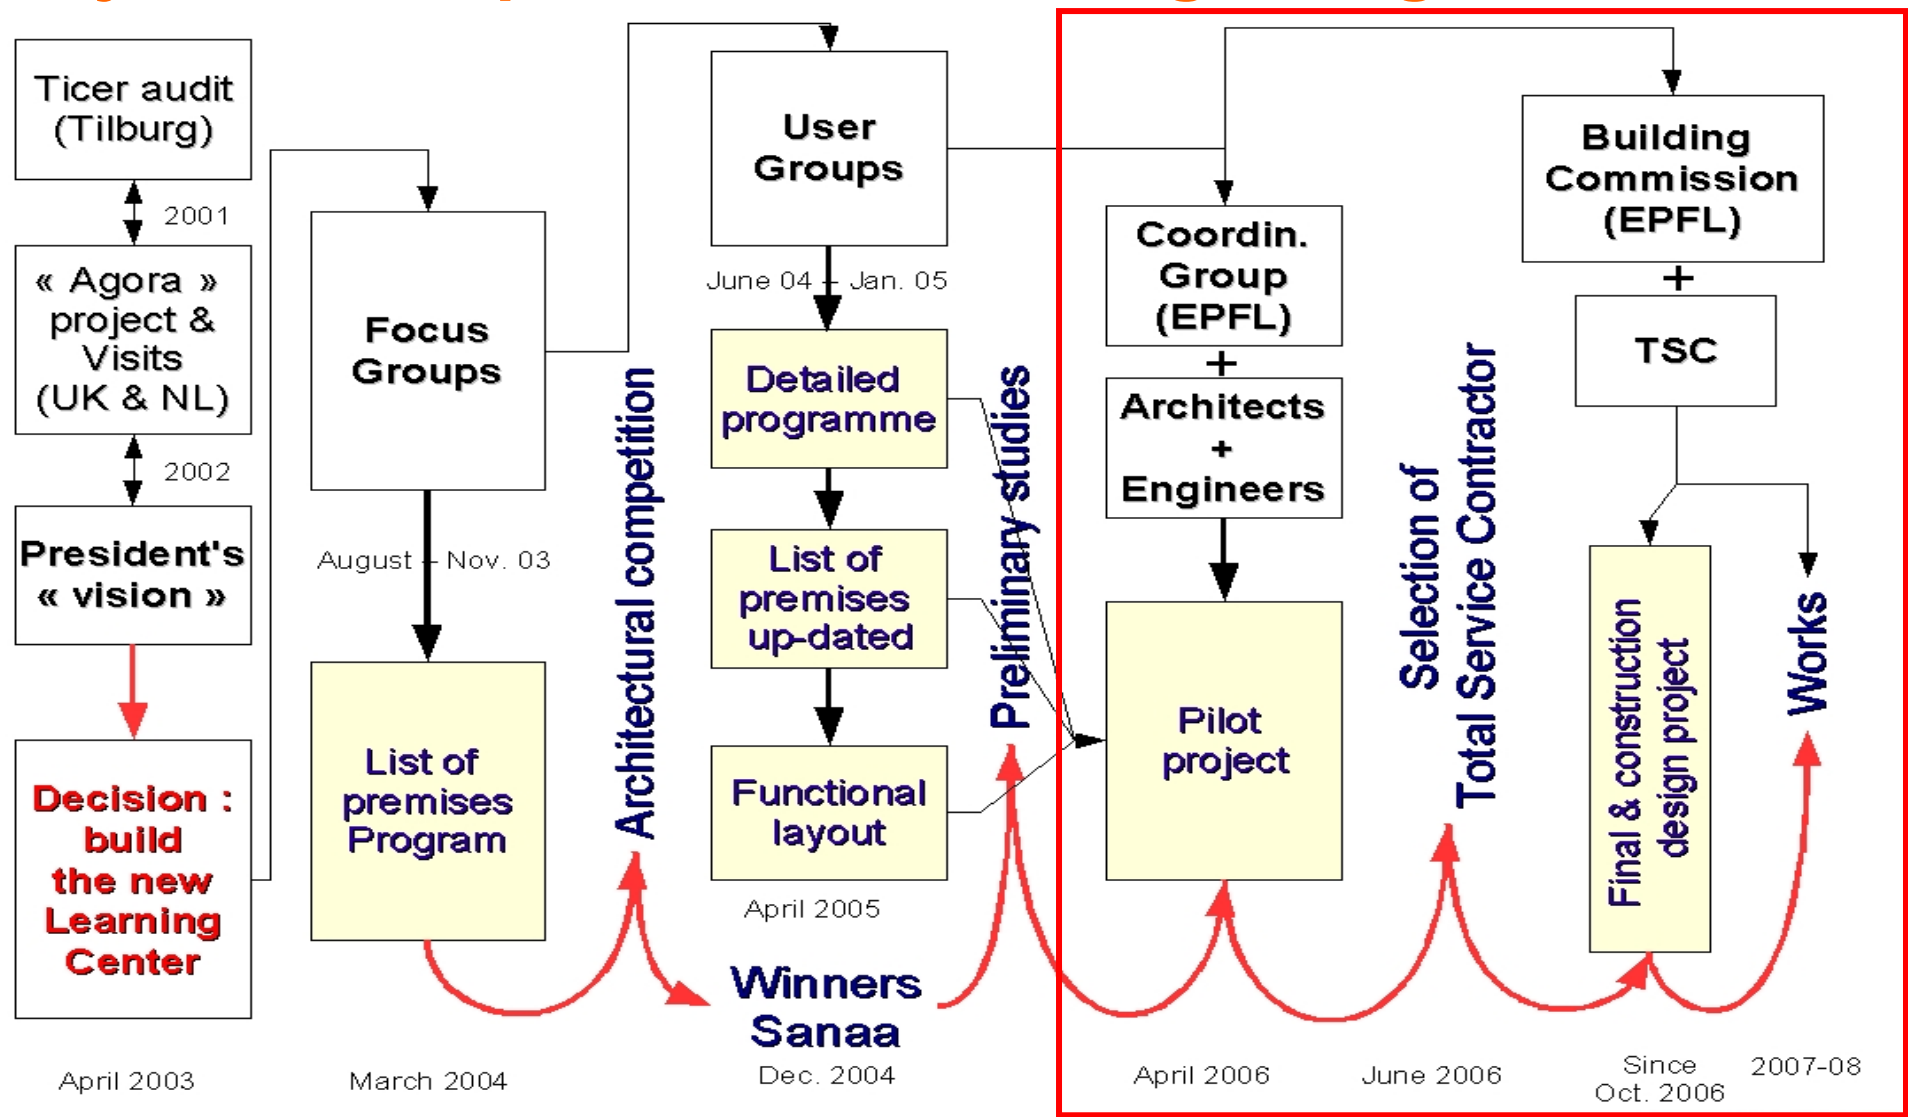 Ticer audit
(Tilburg)
2001
« Agora »
project &
Visits
(UK & NL)
2002
President's
« vision »
Decision :
build
the new
Learning
Center
April 2003
Focus
Groups
August – Nov. 03
List of
premises
Program
March 2004
Architectural competition
User
Groups
June 04 – Jan. 05
Detailed
programme
List of
premises
up-dated
Functional
layout
April 2005
Winners
Sanaa
Dec. 2004
Preliminary studies
Coordin.
Group
(EPFL)
+
Architects
+
Engineers
Pilot
project
April 2006
Selection of
Total Service Contractor
June 2006
Building
Commission
(EPFL)
+
TSC
Final & construction
design project
Since
Oct. 2006
Works
2007-08